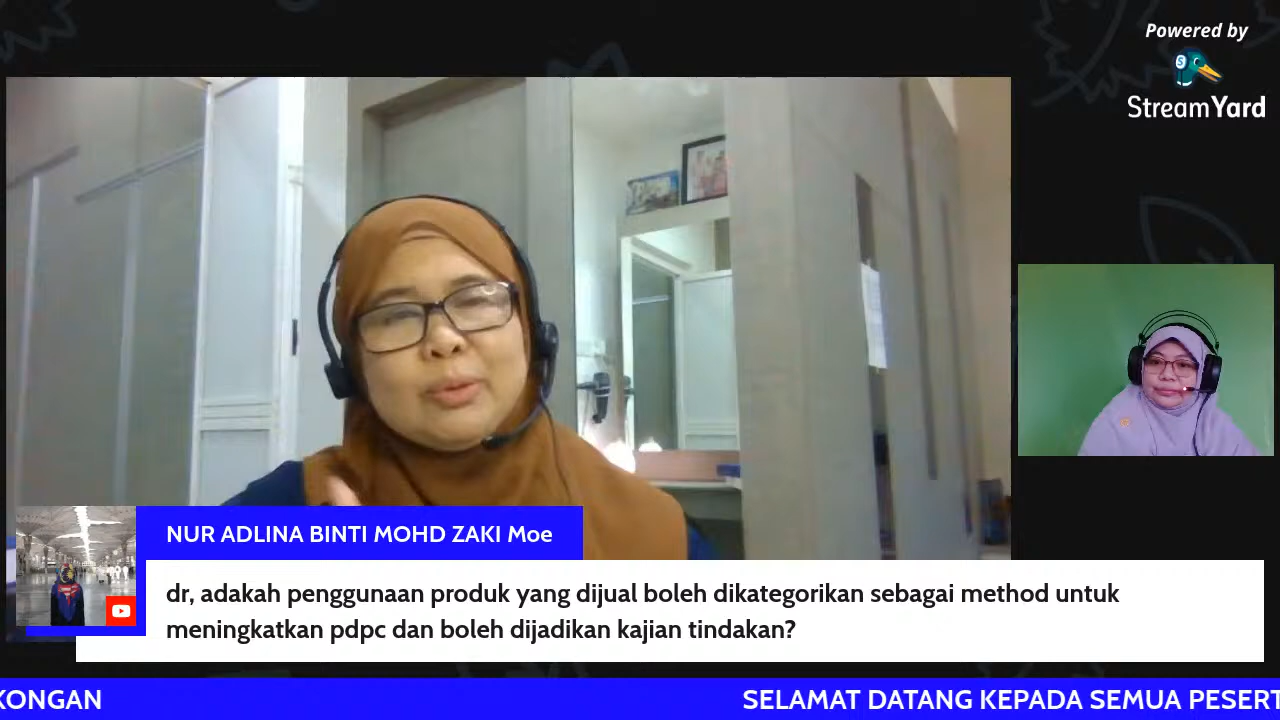 Powered by
StreamYard
NUR ADLINA BINTI MOHD ZAKI Moe
dr, adakah penggunaan produk yang dijual boleh dikategorikan sebagai method untuk
meningkatkan pdpc dan boleh dijadikan kajian tindakan?
KONGAN
SELAMAT DATANG KEPADA SEMUA PESERT